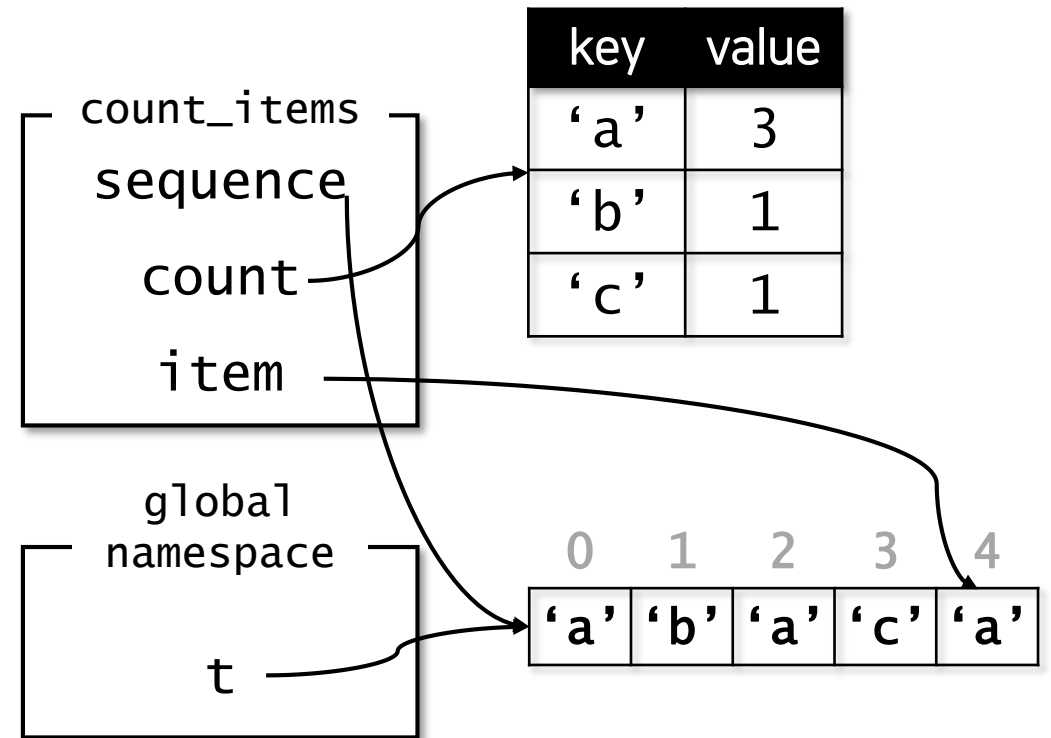 key value
‘a’ 3
‘b’ 1
‘c’ 1
count_items
sequence
count
item
global
namespace
t
0 1 2 3 4
‘a’ ‘b’ ‘a’ ‘c’ ‘a’